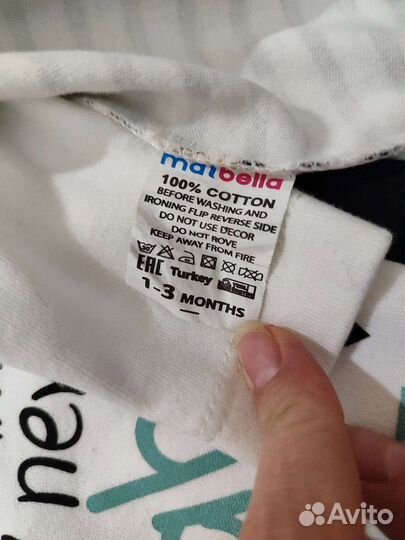 matbella
100% COTTON
BEFORE WASHING AND
IRONING FLIP REVERSE SIDE
DO NOT USE DECOR
DO NOT ROVE
KEEP AWAY FROM FIRE
EAC Turkey
1-3 MONTHS
new
Avito